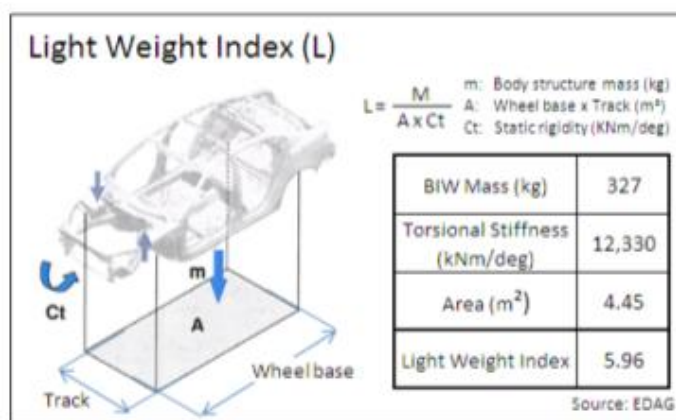 Light Weight Index (L)
L= M
A x Ct
m: Body structure mass (kg)
A: Wheel base x Track (m²)
Ct: Static rigidity (KNm/deg)
BIW Mass (kg) 327
Torsional Stiffness
(kNm/deg) 12,330
Area (m²) 4.45
Light Weight Index 5.96
m
Ct
A
Wheel base
Track
Source: EDAG